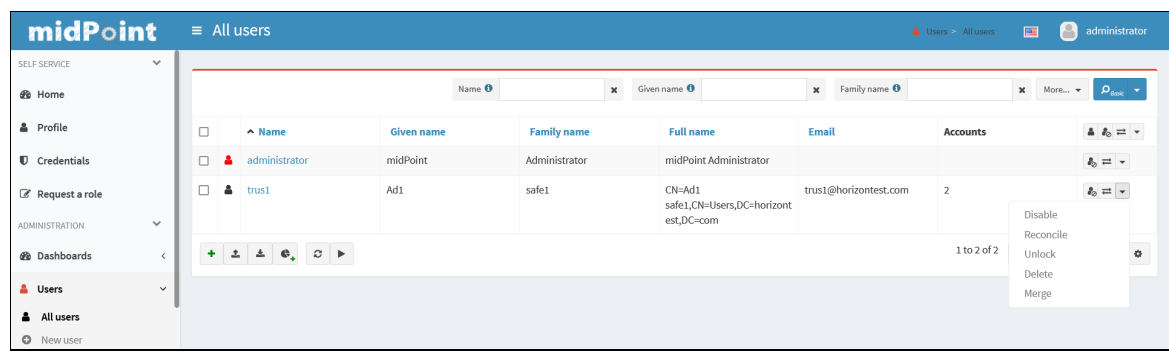 midPoint
All users
Users > All users
administrator
SELF SERVICE
Home
Profile
Credentials
Request a role
ADMINISTRATION
Dashboards
Users
All users
New user
Name
Given name
Family name
More...
Basic
Name Given name Family name Full name Email Accounts
administrator midPoint Administrator midPoint Administrator
trus1 Ad1 safe1 CN=Ad1 trus1@horizontest.com 2
safe1,CN=Users,DC=horizont
est,DC=com
1 to 2 of 2
Disable
Reconcile
Unlock
Delete
Merge